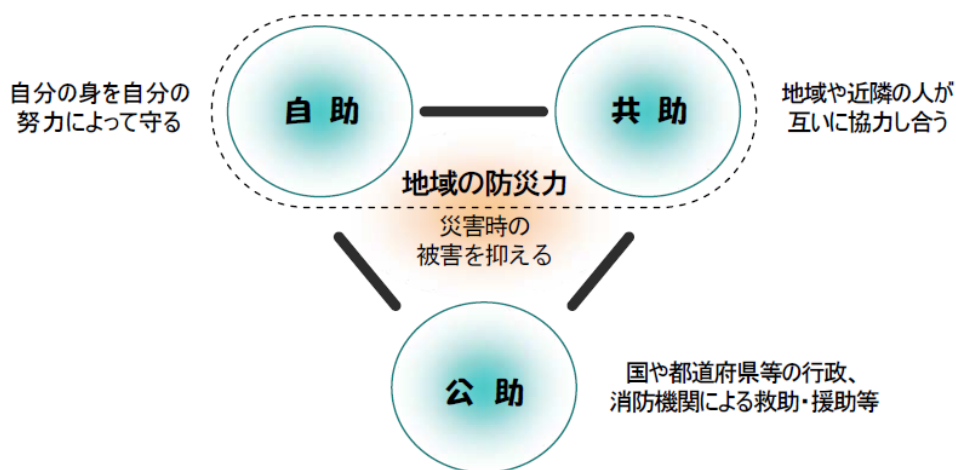 自分の身を自分の
努力によって守る
自助
共助
地域や近隣の人が
互いに協力し合う
地域の防災力
災害時の
被害を抑える
公助
国や都道府県等の行政、
消防機関による救助・援助等